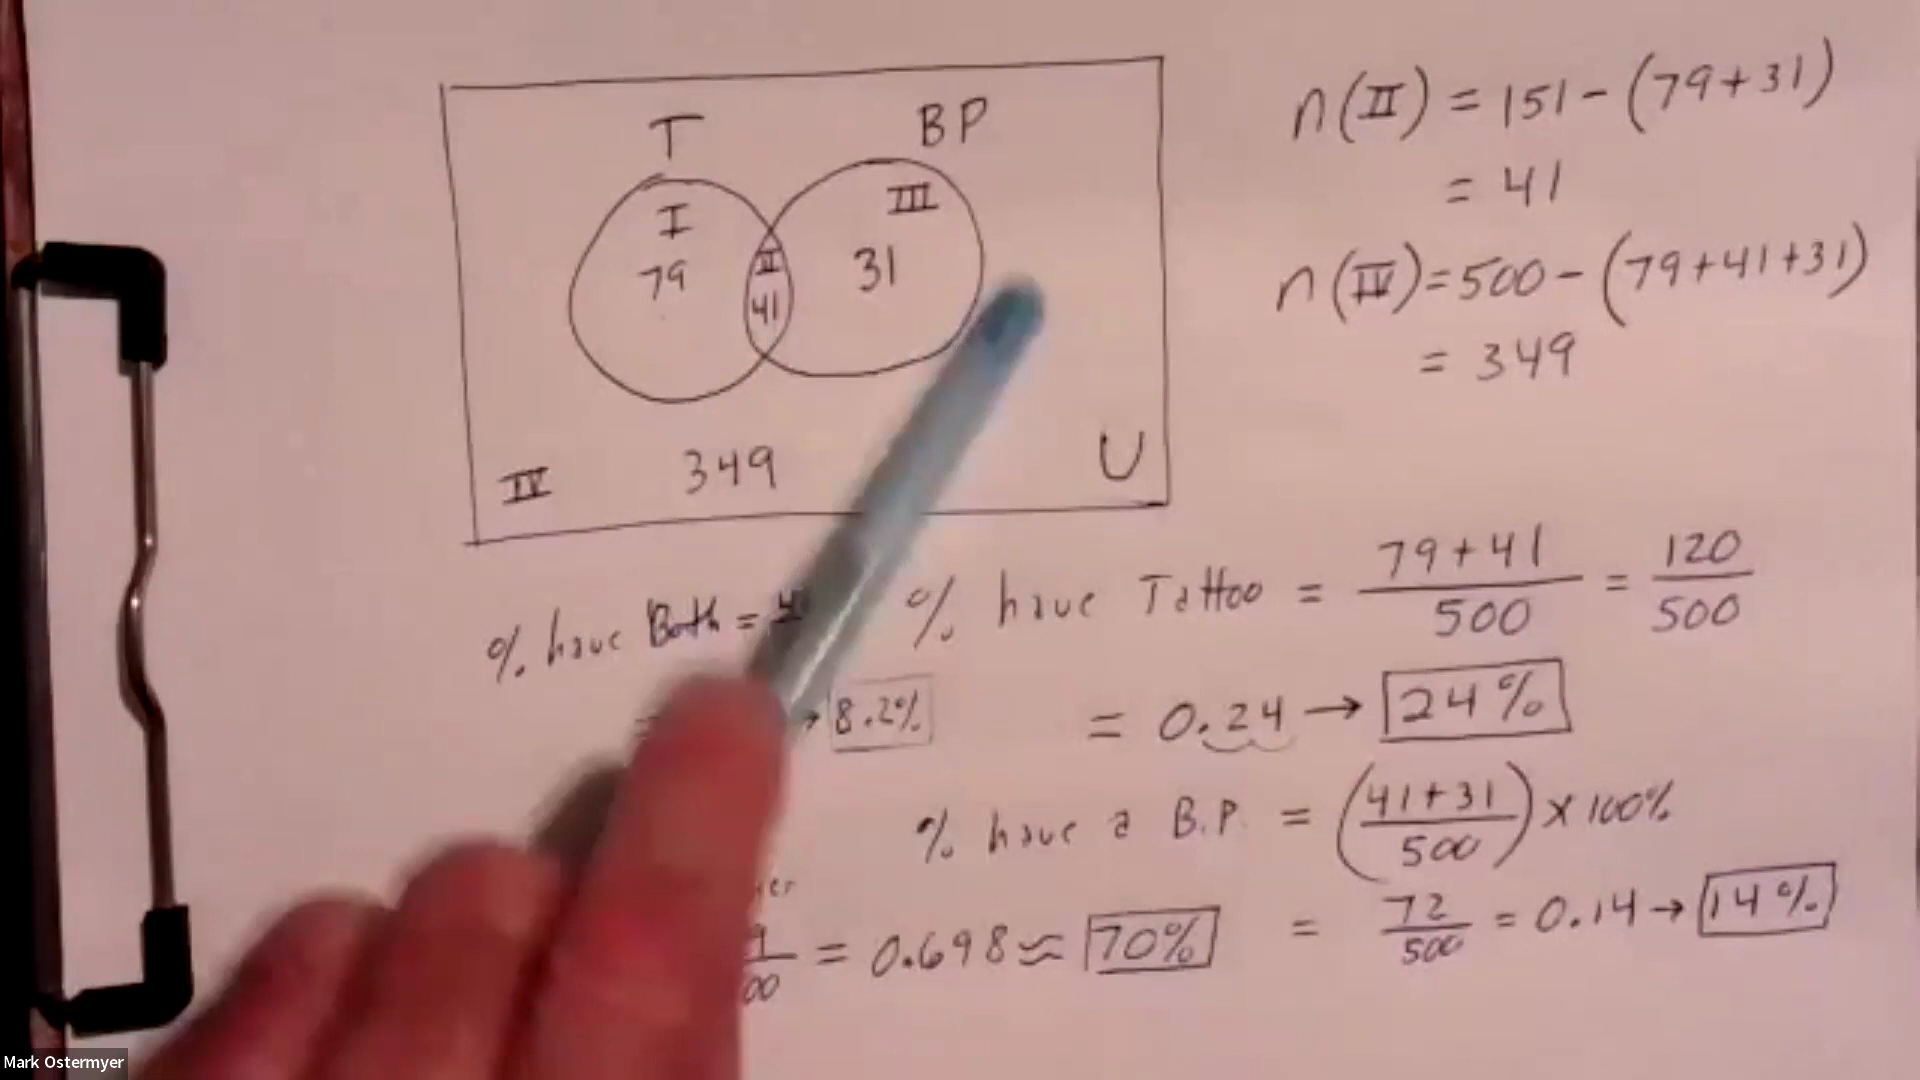 T
BP
I
III
79
II
41
31
349
IV
U
n(II) = 151 - (79+31)
= 41
n(IV) = 500 - (79+41+31)
= 349
% have Both =
= → 8.2%
% have Tattoo = 79+41/500 = 120/500
= 0.24 → 24%
% have a B.P. = (41+31/500) × 100%
= 72/500 = 0.14 → 14%
= 0.698 ≈ 70%
Mark Ostermyer